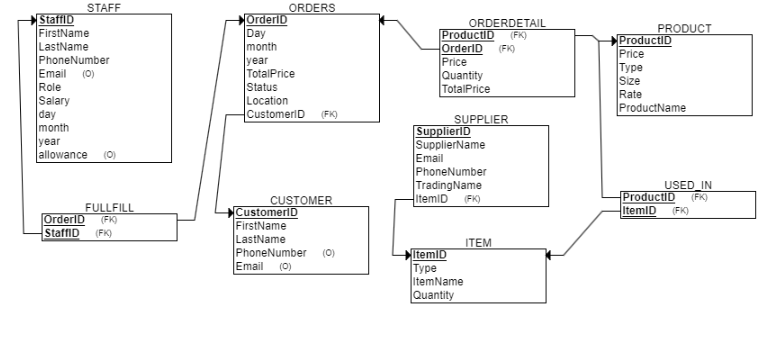 STAFF
StaffID
FirstName
LastName
PhoneNumber
Email (O)
Role
Salary
day
month
year
allowance (O)
ORDERS
OrderID
Day
month
year
TotalPrice
Status
Location
CustomerID (FK)
ORDERDETAIL
ProductID (FK)
OrderID (FK)
Price
Quantity
TotalPrice
PRODUCT
ProductID
Price
Type
Size
Rate
ProductName
SUPPLIER
SupplierID
SupplierName
Email
PhoneNumber
TradingName
ItemID (FK)
FULLFILL
OrderID (FK)
StaffID (FK)
CUSTOMER
CustomerID
FirstName
LastName
PhoneNumber (O)
Email (O)
USED_IN
ProductID (FK)
ItemID (FK)
ITEM
ItemID
Type
ItemName
Quantity